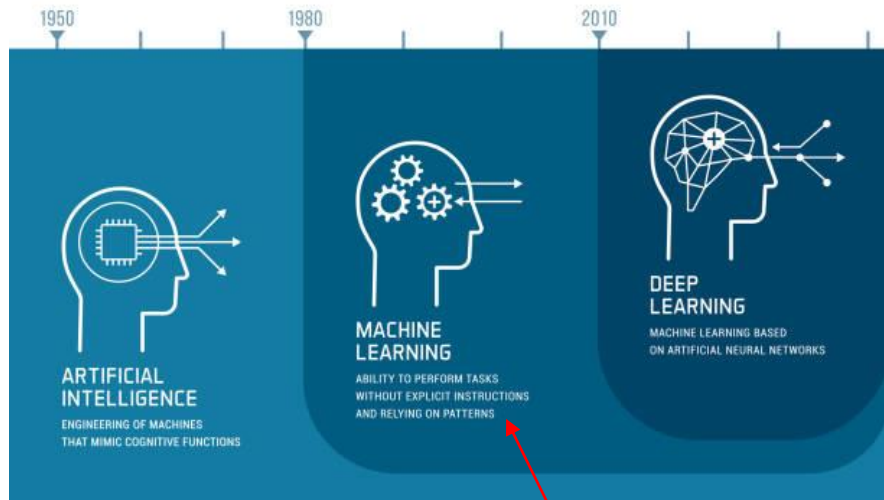 1950
1980
2010
ARTIFICIAL
INTELLIGENCE
ENGINEERING OF MACHINES
THAT MIMIC COGNITIVE FUNCTIONS
MACHINE
LEARNING
ABILITY TO PERFORM TASKS
WITHOUT EXPLICIT INSTRUCTIONS
AND RELYING ON PATTERNS
DEEP
LEARNING
MACHINE LEARNING BASED
ON ARTIFICIAL NEURAL NETWORKS